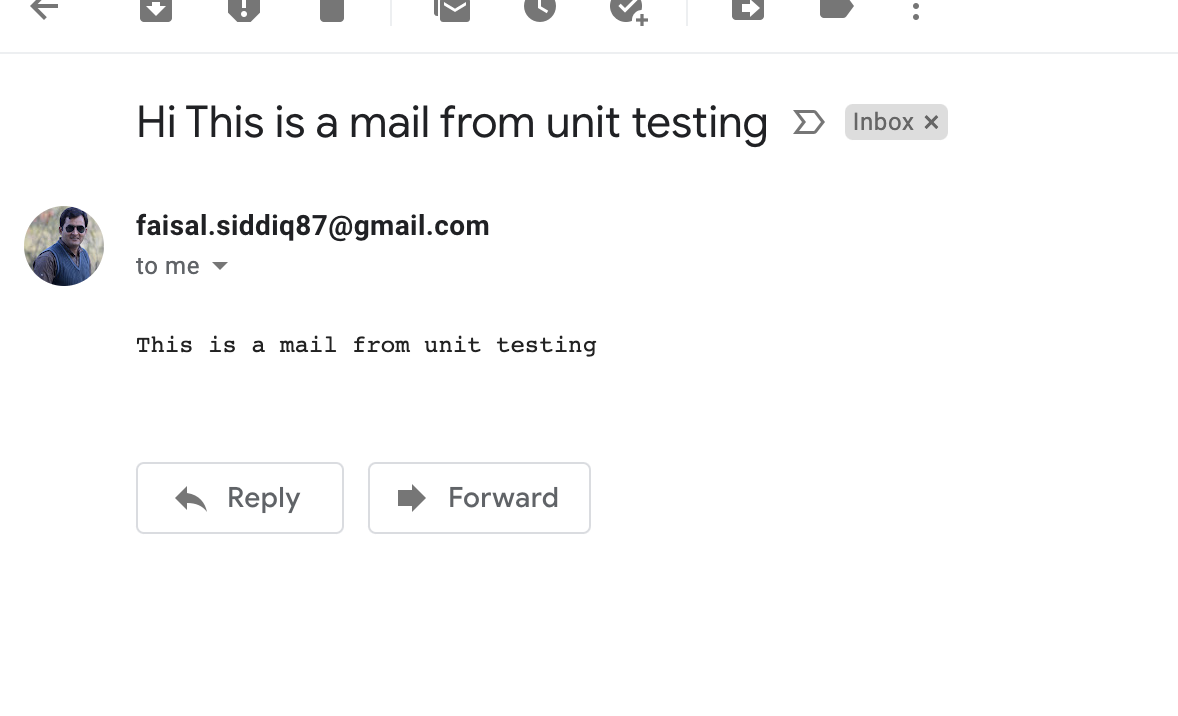 Hi This is a mail from unit testing Inbox ×
faisal.siddiq87@gmail.com
to me
This is a mail from unit testing
Reply Forward